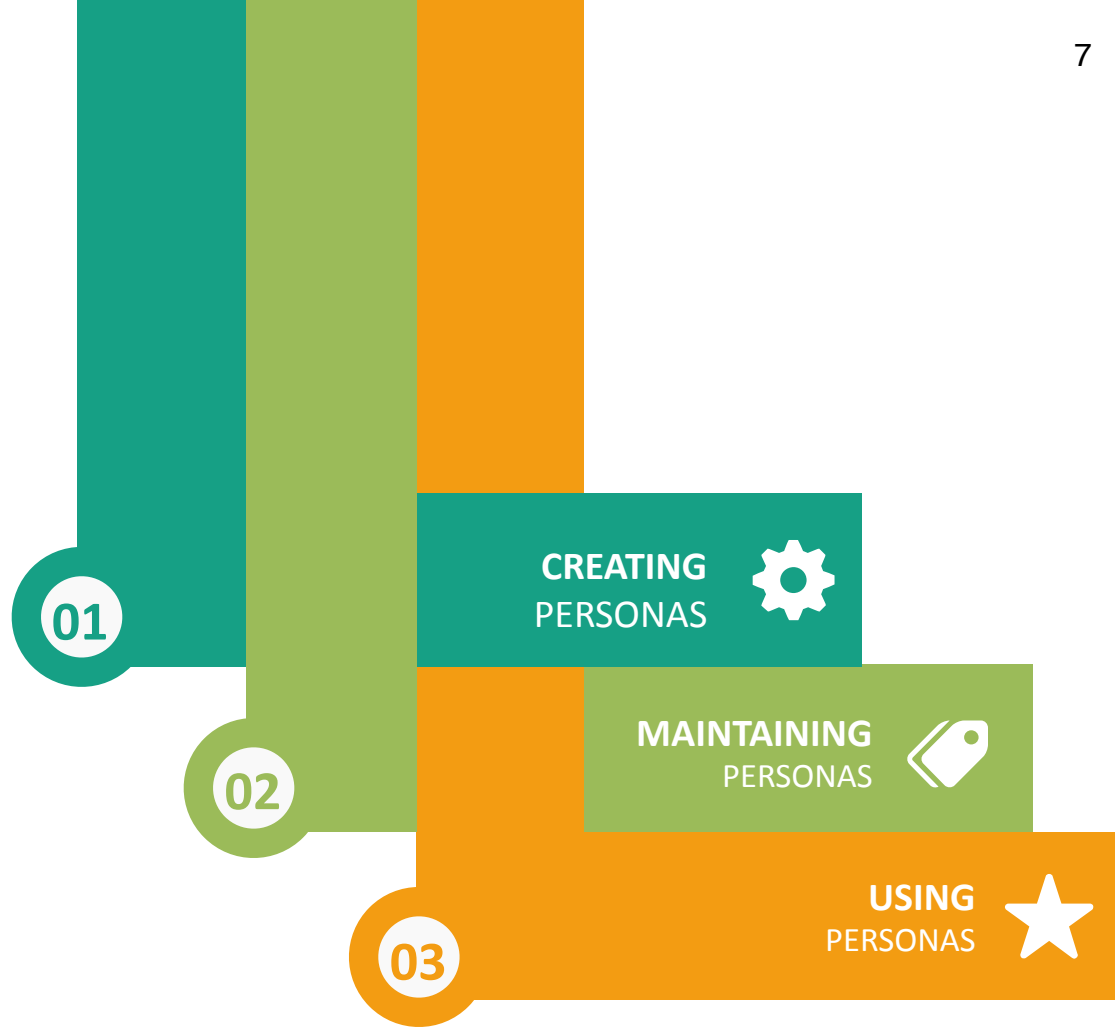 7
01
CREATING
PERSONAS
02
MAINTAINING
PERSONAS
03
USING
PERSONAS